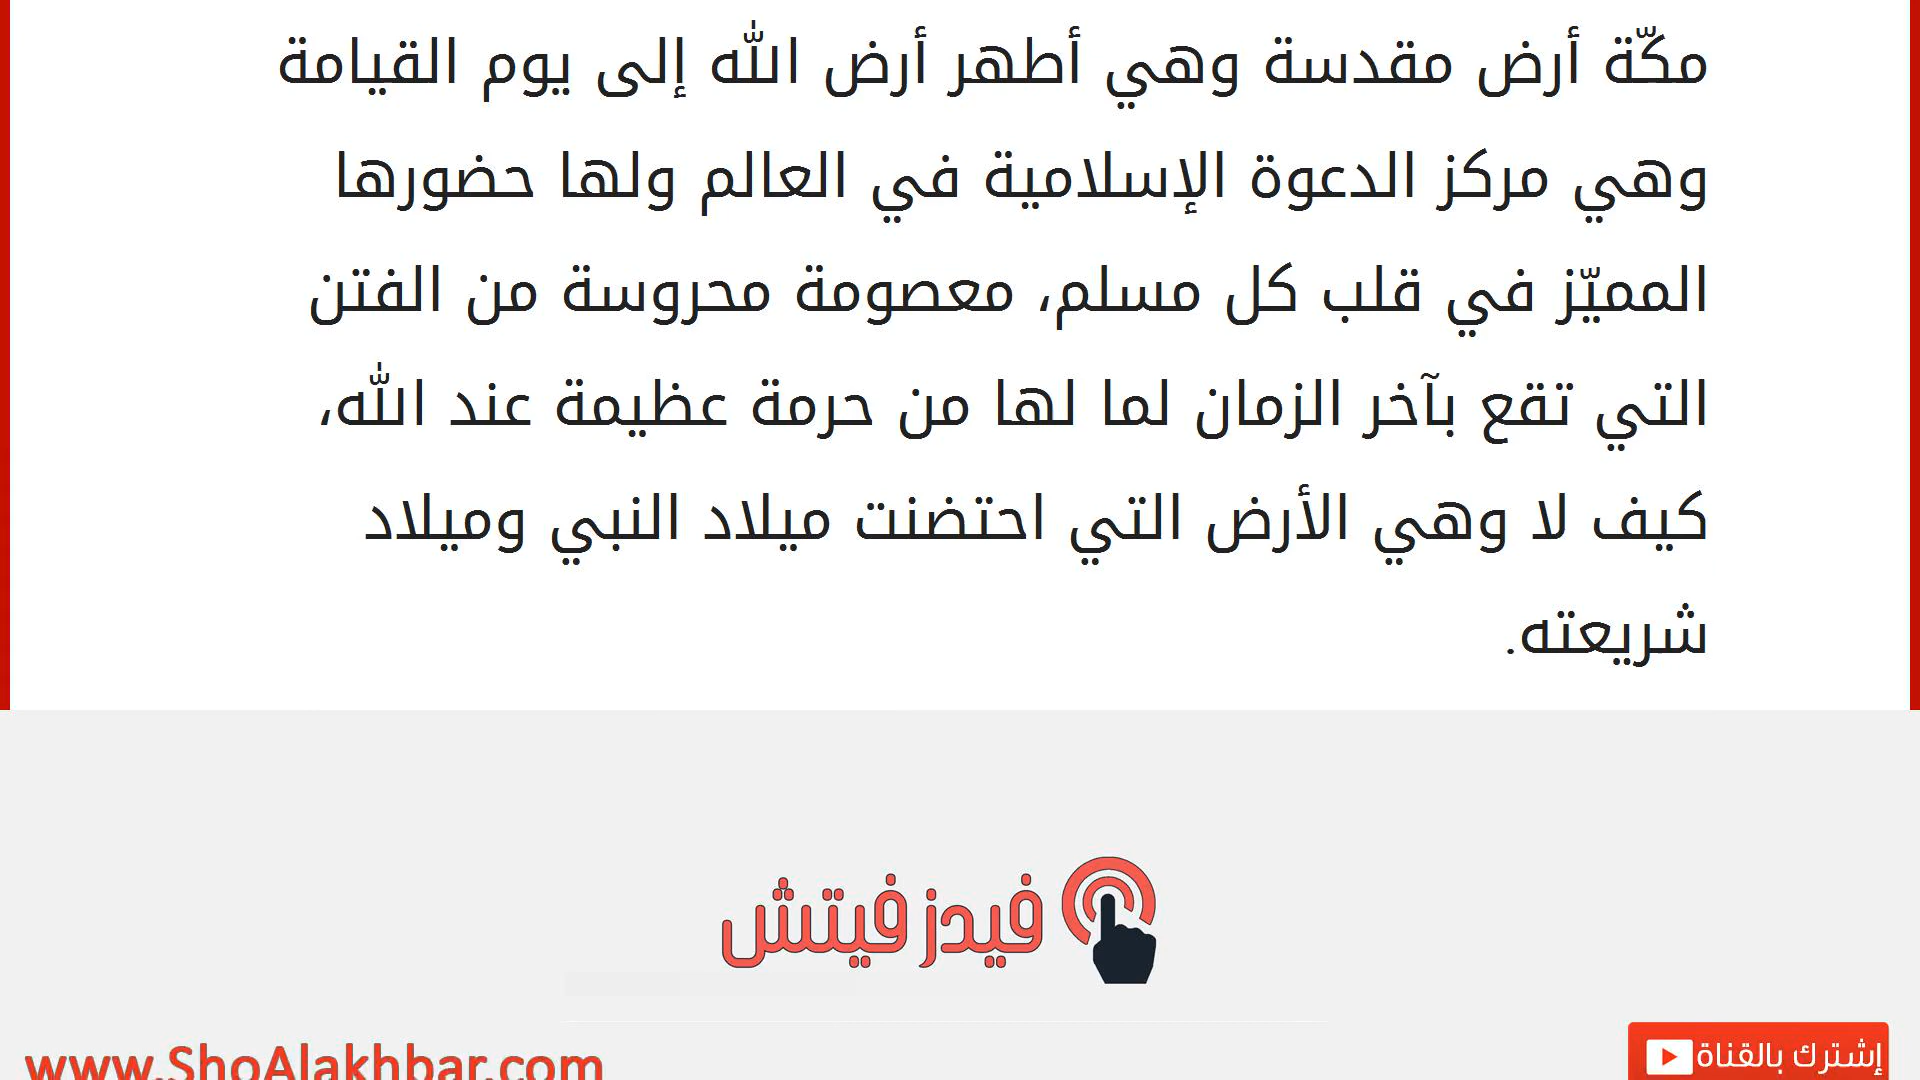 مكّة أرض مقدسة وهي أطهر أرض الله إلى يوم القيامة
وهي مركز الدعوة الإسلامية في العالم ولها حضورها
المميّز في قلب كل مسلم، معصومة محروسة من الفتن
التي تقع بآخر الزمان لما لها من حرمة عظيمة عند الله،
كيف لا وهي الأرض التي احتضنت ميلاد النبي وميلاد
شريعته.
فيدز فيتش
www.ShoAlakhbar.com
إشترك بالقناة